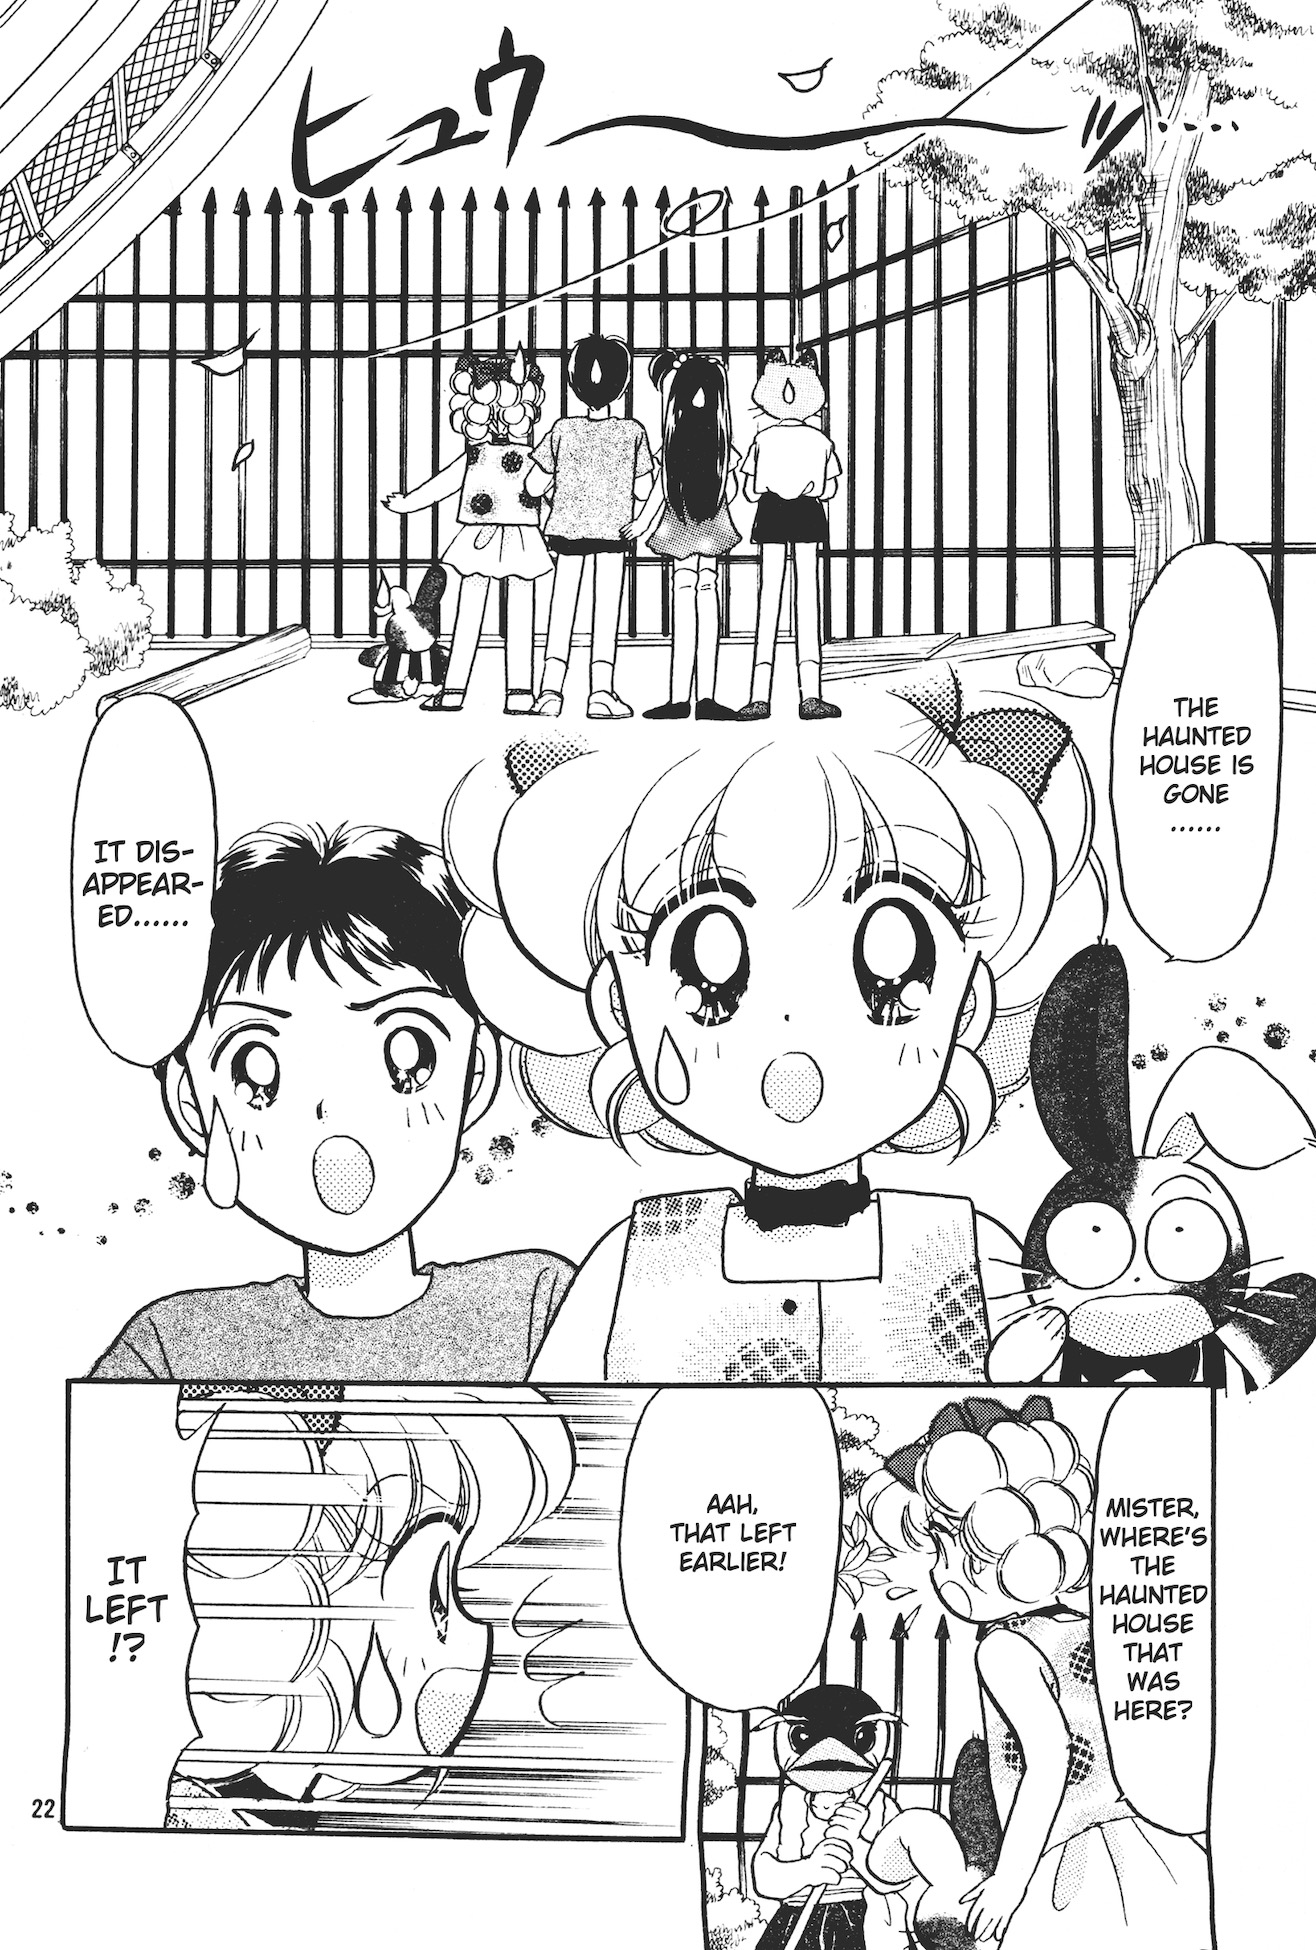 ヒュウ～ッ‥‥
THE
HAUNTED
HOUSE IS
GONE
......
IT DIS-
APPEAR-
ED......
MISTER,
WHERE'S
THE
HAUNTED
HOUSE
THAT
WAS
HERE?
AAH,
THAT LEFT
EARLIER!
IT
LEFT
!?
22